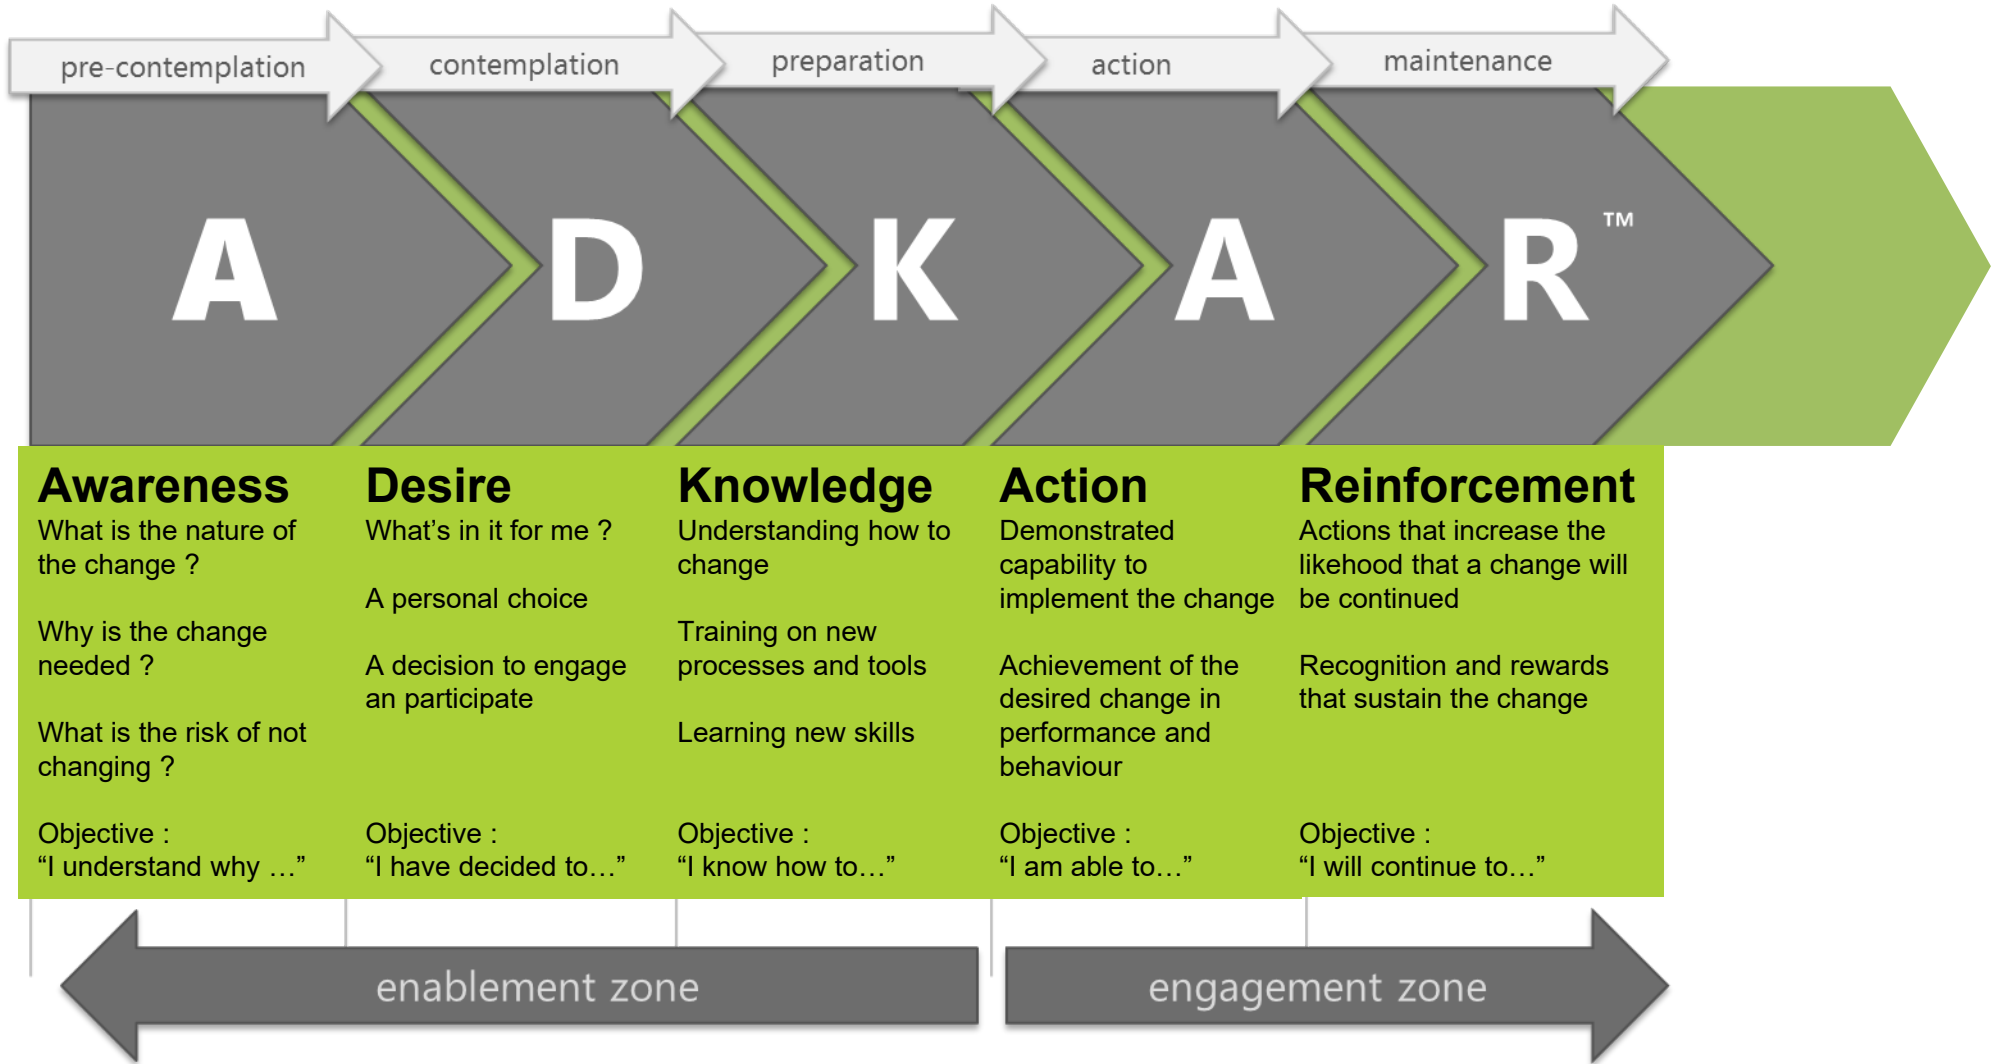 pre-contemplation
contemplation
preparation
action
maintenance
A
D
K
A
R™
Awareness
What is the nature of
the change ?
Why is the change
needed ?
What is the risk of not
changing ?
Objective :
“I understand why …”
Desire
What’s in it for me ?
A personal choice
A decision to engage
an participate
Objective :
“I have decided to…”
Knowledge
Understanding how to
change
Training on new
processes and tools
Learning new skills
Objective :
“I know how to…”
Action
Demonstrated
capability to
implement the change
Achievement of the
desired change in
performance and
behaviour
Objective :
“I am able to…”
Reinforcement
Actions that increase the
likehood that a change will
be continued
Recognition and rewards
that sustain the change
Objective :
“I will continue to…”
enablement zone
engagement zone